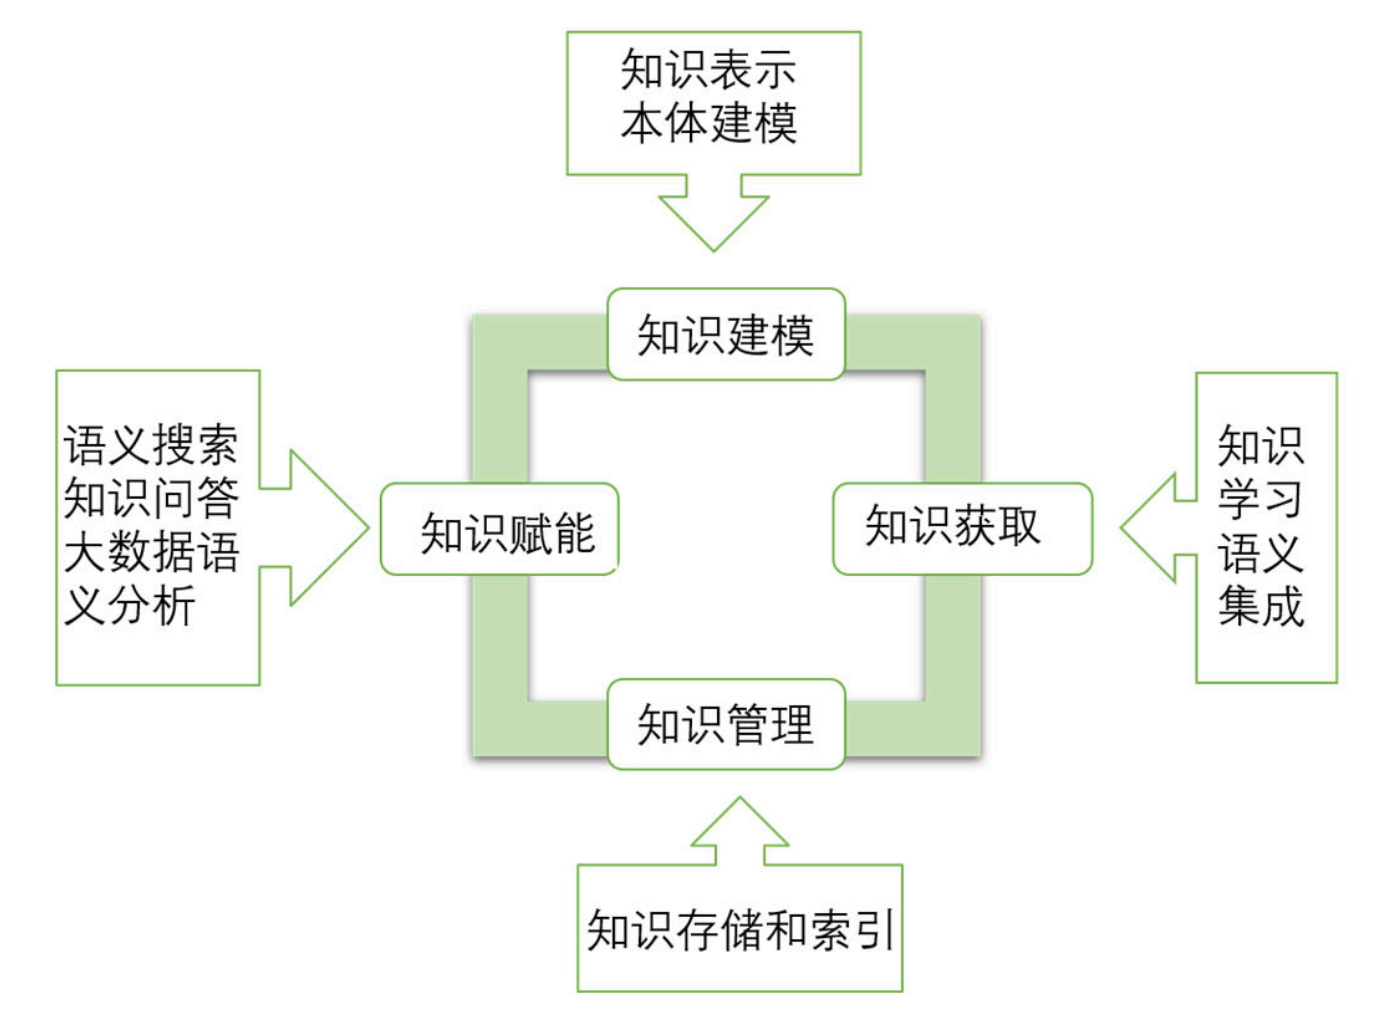 知识表示
本体建模
知识建模
语义搜索
知识问答
大数据语
义分析
知识赋能
知识获取
知识
学习
语义
集成
知识管理
知识存储和索引